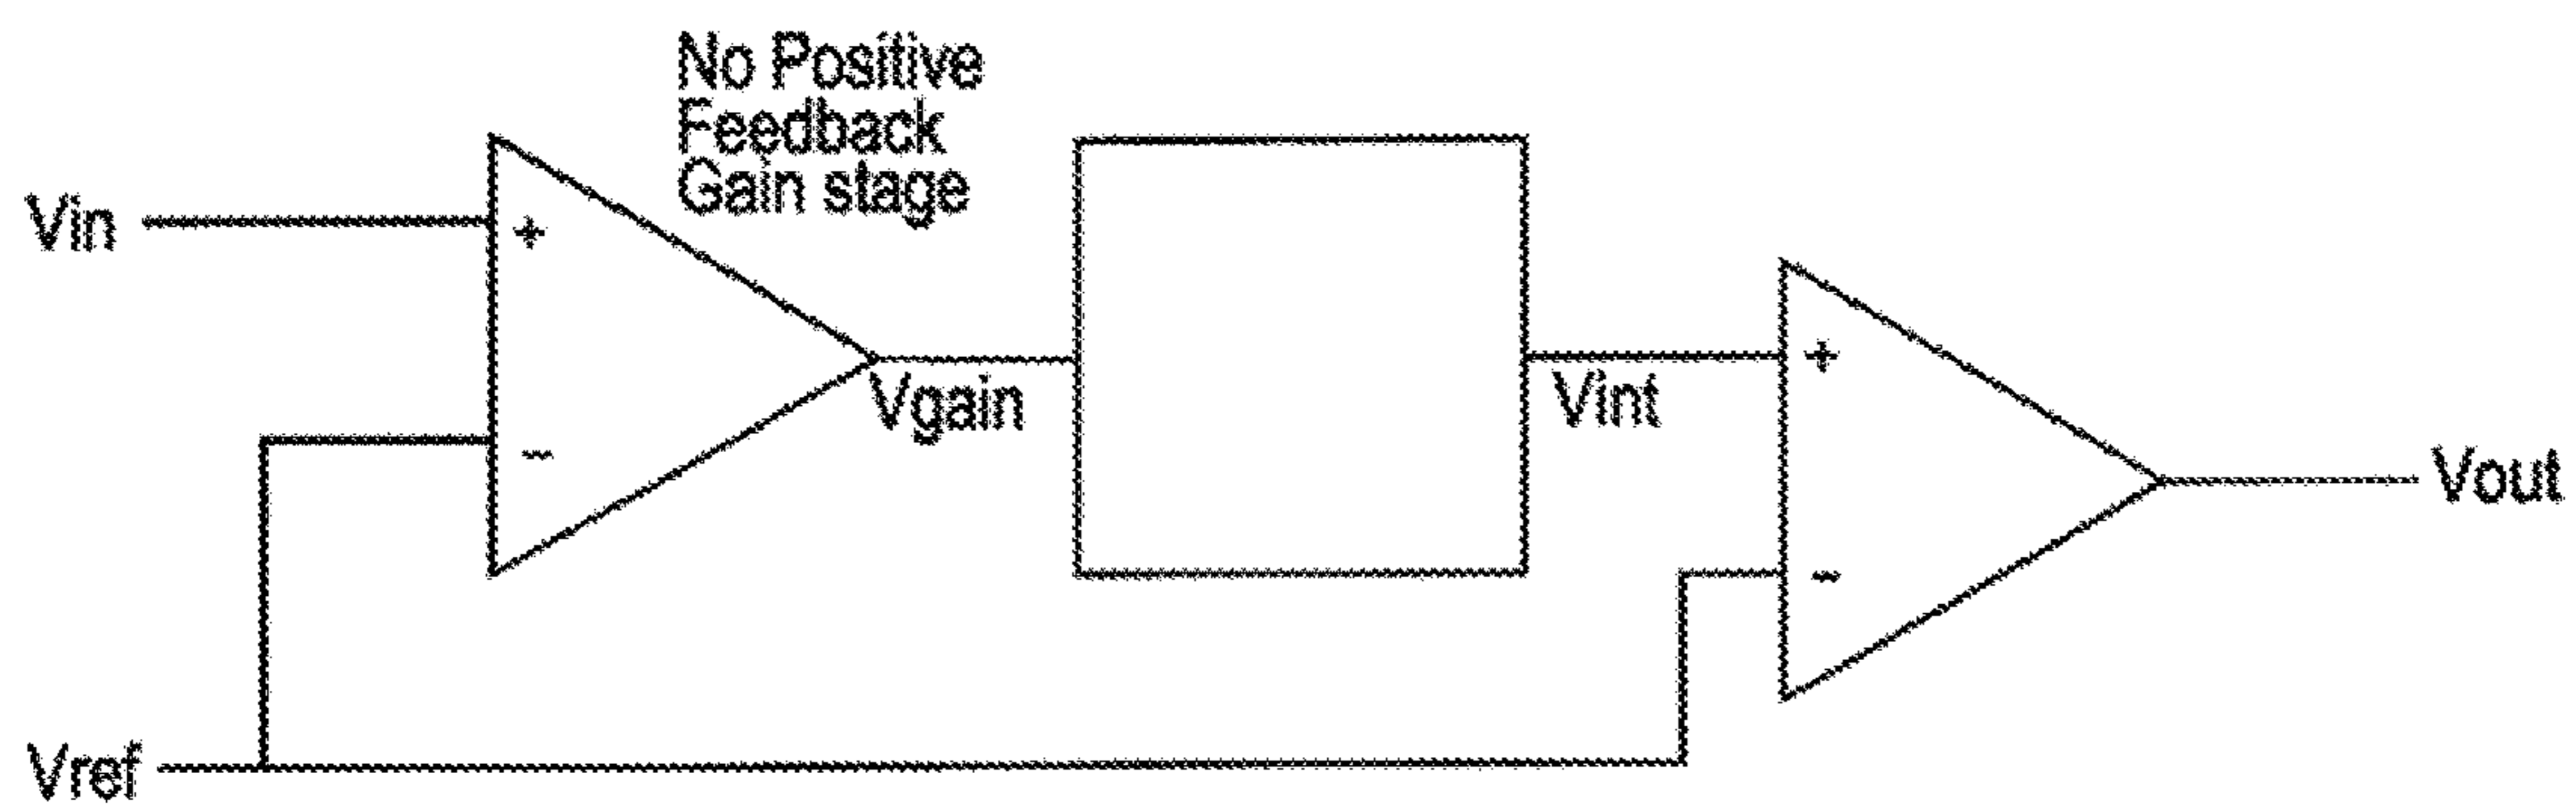 No Positive
Feedback
Gain stage
Vin
+
-
Vgain
Vint
+
-
Vout
Vref